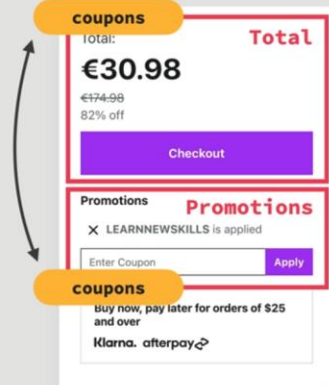 coupons
Total:
Total
€30.98
€174.98
82% off
Checkout
Promotions
Promotions
X LEARNNEWSKILLS is applied
Enter Coupon
Apply
coupons
Buy now, pay later for orders of $25
and over
Klarna. afterpay